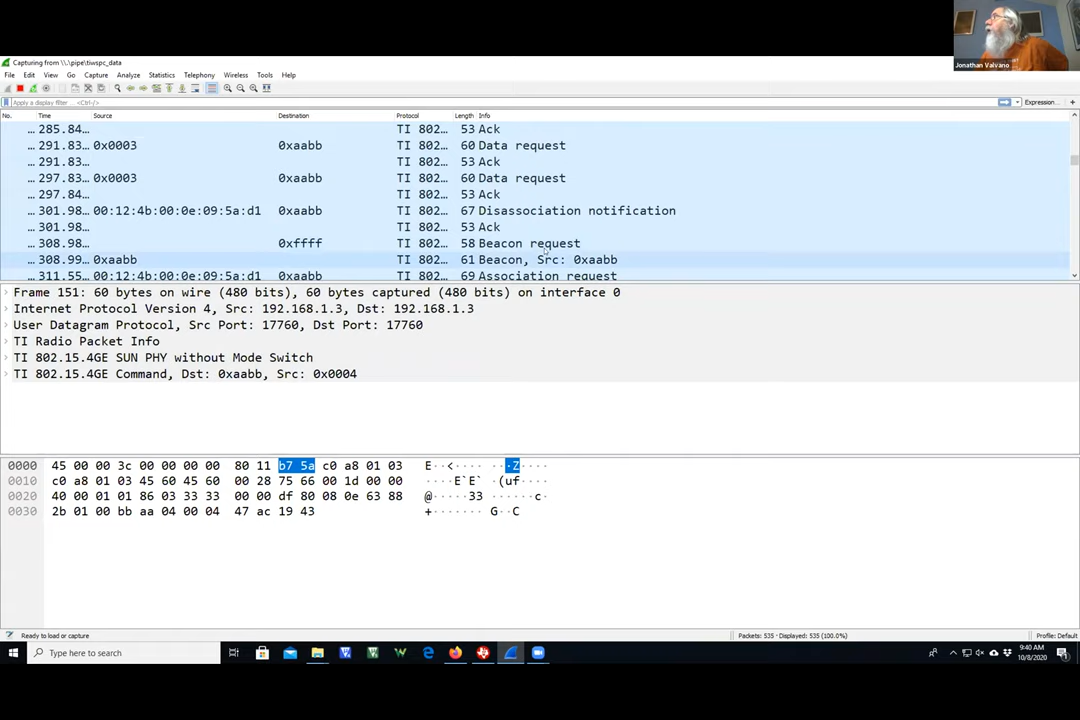 Jonathan Valvano
Capturing from \\.\pipe\tiwspc_data
File Edit View Go Capture Analyze Statistics Telephony Wireless Tools Help
Apply a display filter ... <Ctrl-/> Expression... +
No. Time Source Destination Protocol Length Info
... 285.84... TI 802... 53 Ack
... 291.83... 0x0003 0xaabb TI 802... 60 Data request
... 291.83... TI 802... 53 Ack
... 297.83... 0x0003 0xaabb TI 802... 60 Data request
... 297.84... TI 802... 53 Ack
... 301.98... 00:12:4b:00:0e:09:5a:d1 0xaabb TI 802... 67 Disassociation notification
... 301.98... TI 802... 53 Ack
... 308.98... 0xffff TI 802... 58 Beacon request
... 308.99... 0xaabb TI 802... 61 Beacon, Src: 0xaabb
... 311.55... 00:12:4b:00:0e:09:5a:d1 0xaabb TI 802... 69 Association request
Frame 151: 60 bytes on wire (480 bits), 60 bytes captured (480 bits) on interface 0
Internet Protocol Version 4, Src: 192.168.1.3, Dst: 192.168.1.3
User Datagram Protocol, Src Port: 17760, Dst Port: 17760
TI Radio Packet Info
TI 802.15.4GE SUN PHY without Mode Switch
TI 802.15.4GE Command, Dst: 0xaabb, Src: 0x0004
0000 45 00 00 3c 00 00 00 00 80 11 b7 5a c0 a8 01 03 E··<···· ···Z····
0010 c0 a8 01 03 45 60 45 60 00 28 75 66 00 1d 00 00 ····E`E` ·(uf····
0020 40 00 01 01 86 03 33 33 00 00 df 80 08 0e 63 88 @·····33 ······c·
0030 2b 01 00 bb aa 04 00 04 47 ac 19 43 +······· G··C
Ready to load or capture Packets: 535 · Displayed: 535 (100.0%) Profile: Default
Type here to search
9:40 AM
10/8/2020